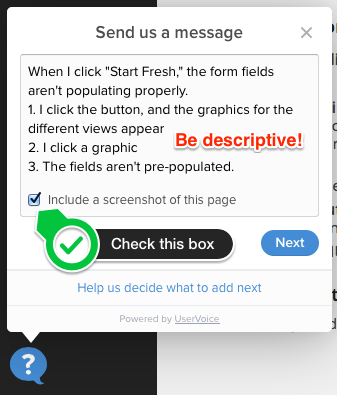 Send us a message
When I click "Start Fresh," the form fields
aren't populating properly.
1. I click the button, and the graphics for the
different views appear
Be descriptive!
2. I click a graphic
3. The fields aren't pre-populated.
Include a screenshot of this page
Check this box
Next
Help us decide what to add next
Powered by UserVoice
?